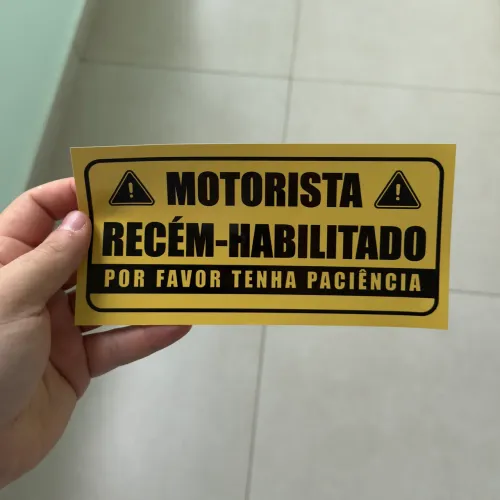 MOTORISTA
RECÉM-HABILITADO
POR FAVOR TENHA PACIÊNCIA